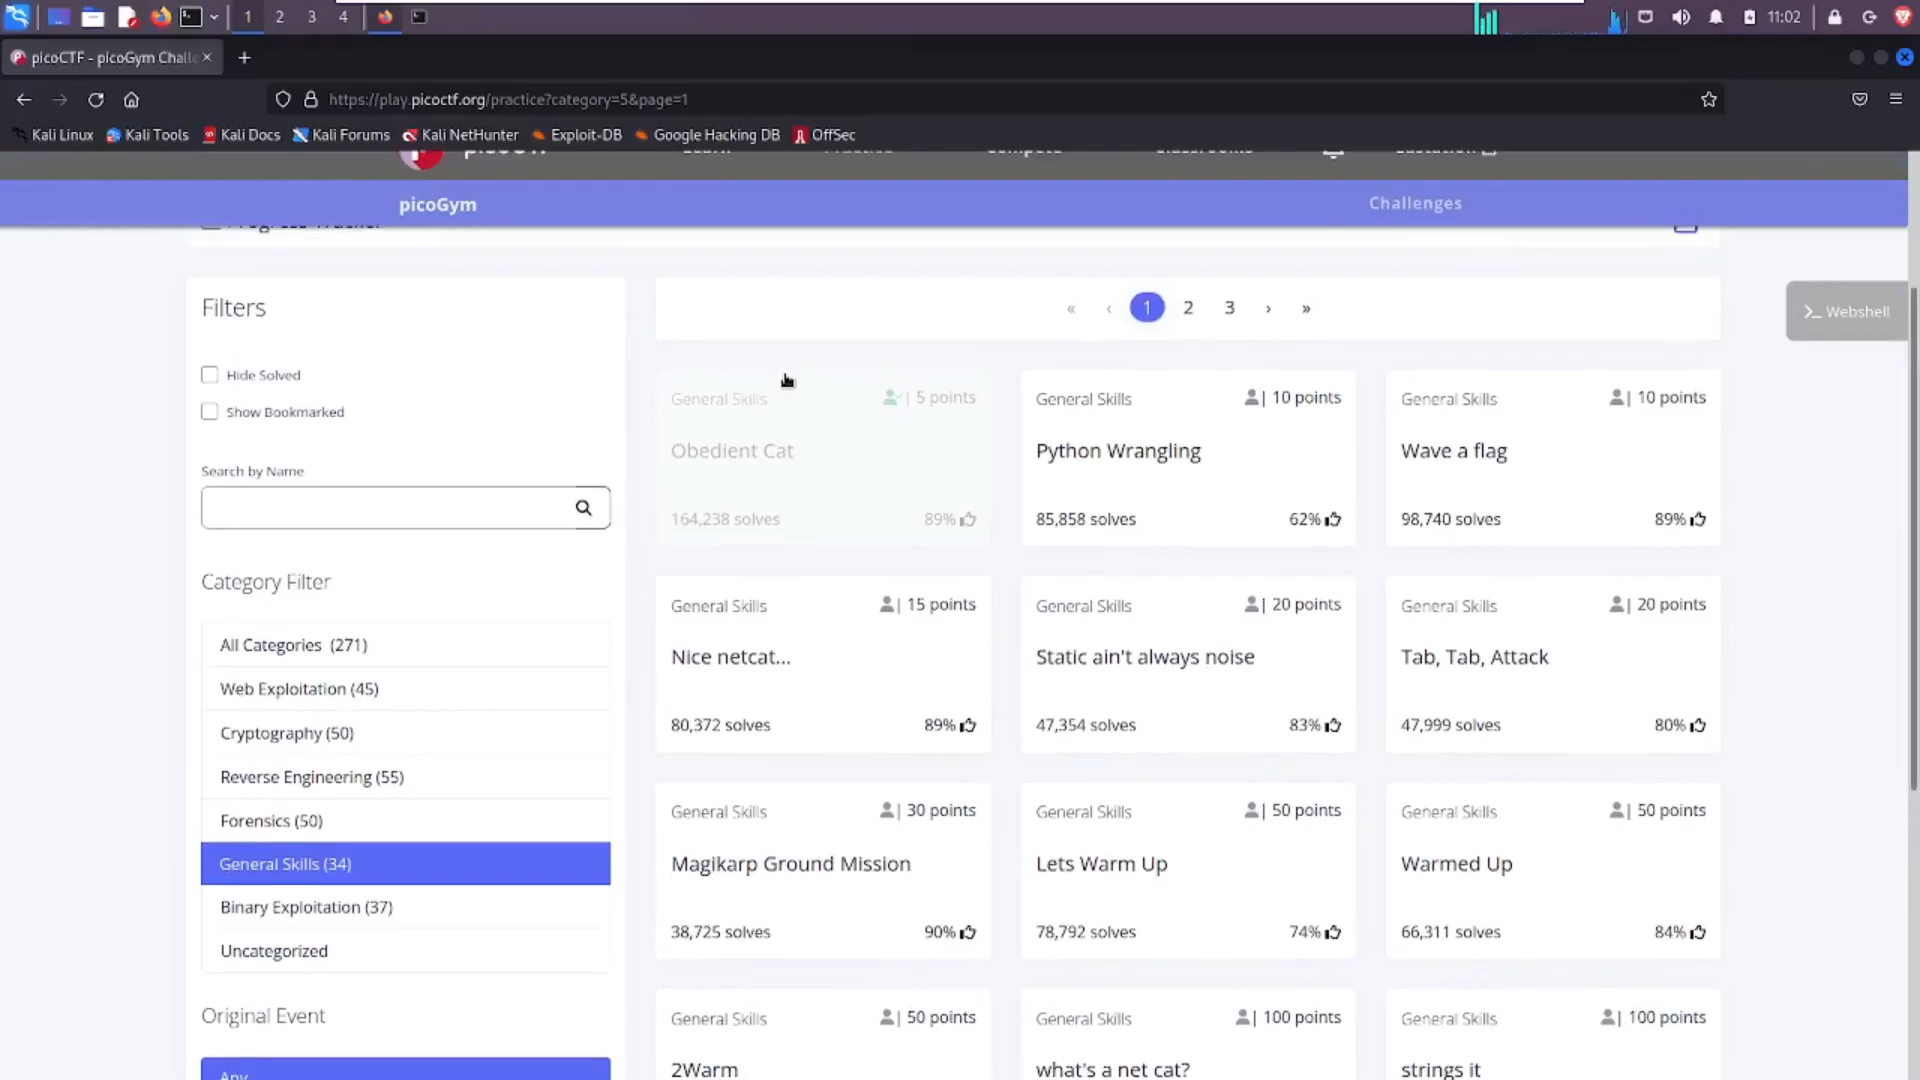 1 2 3 4 11:02
picoCTF - picoGym Challe
https://play.picoctf.org/practice?category=5&page=1
Kali Linux Kali Tools Kali Docs Kali Forums Kali NetHunter Exploit-DB Google Hacking DB OffSec
picoCTF Learn Practice Compete Classrooms
picoGym Challenges
Progress Tracker
Filters
« ‹ 1 2 3 › »
>_ Webshell
Hide Solved
Show Bookmarked
Search by Name
Category Filter
All Categories (271)
Web Exploitation (45)
Cryptography (50)
Reverse Engineering (55)
Forensics (50)
General Skills (34)
Binary Exploitation (37)
Uncategorized
Original Event
Any
General Skills | 5 points
Obedient Cat
164,238 solves 89%
General Skills | 10 points
Python Wrangling
85,858 solves 62%
General Skills | 10 points
Wave a flag
98,740 solves 89%
General Skills | 15 points
Nice netcat...
80,372 solves 89%
General Skills | 20 points
Static ain't always noise
47,354 solves 83%
General Skills | 20 points
Tab, Tab, Attack
47,999 solves 80%
General Skills | 30 points
Magikarp Ground Mission
38,725 solves 90%
General Skills | 50 points
Lets Warm Up
78,792 solves 74%
General Skills | 50 points
Warmed Up
66,311 solves 84%
General Skills | 50 points
2Warm
General Skills | 100 points
what's a net cat?
General Skills | 100 points
strings it